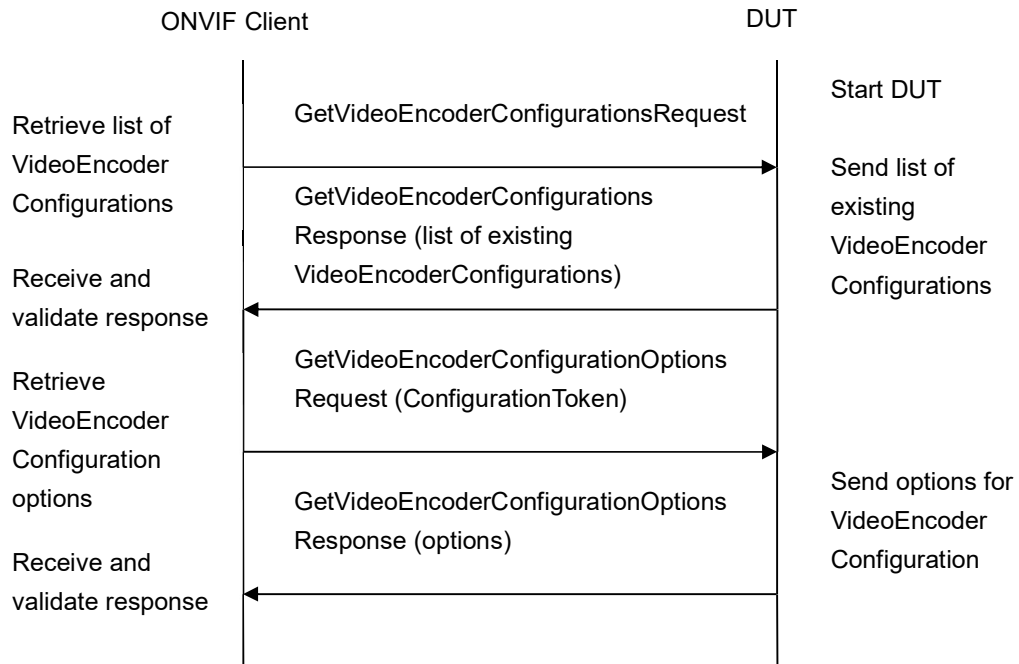 ONVIF Client
DUT
Start DUT
GetVideoEncoderConfigurationsRequest
Retrieve list of
VideoEncoder
Configurations
Send list of
existing
VideoEncoder
Configurations
GetVideoEncoderConfigurations
Response (list of existing
VideoEncoderConfigurations)
Receive and
validate response
GetVideoEncoderConfigurationOptions
Request (ConfigurationToken)
Retrieve
VideoEncoder
Configuration
options
Send options for
VideoEncoder
Configuration
GetVideoEncoderConfigurationOptions
Response (options)
Receive and
validate response